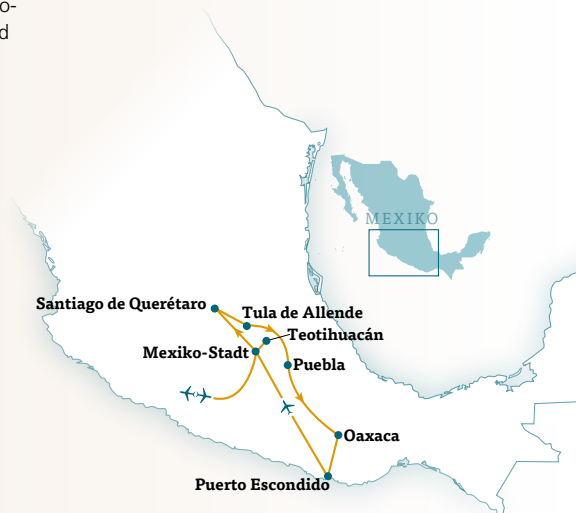 o-
d
MEXIKO
Santiago de Querétaro
Tula de Allende
Teotihuacán
Mexiko-Stadt
Puebla
Oaxaca
Puerto Escondido